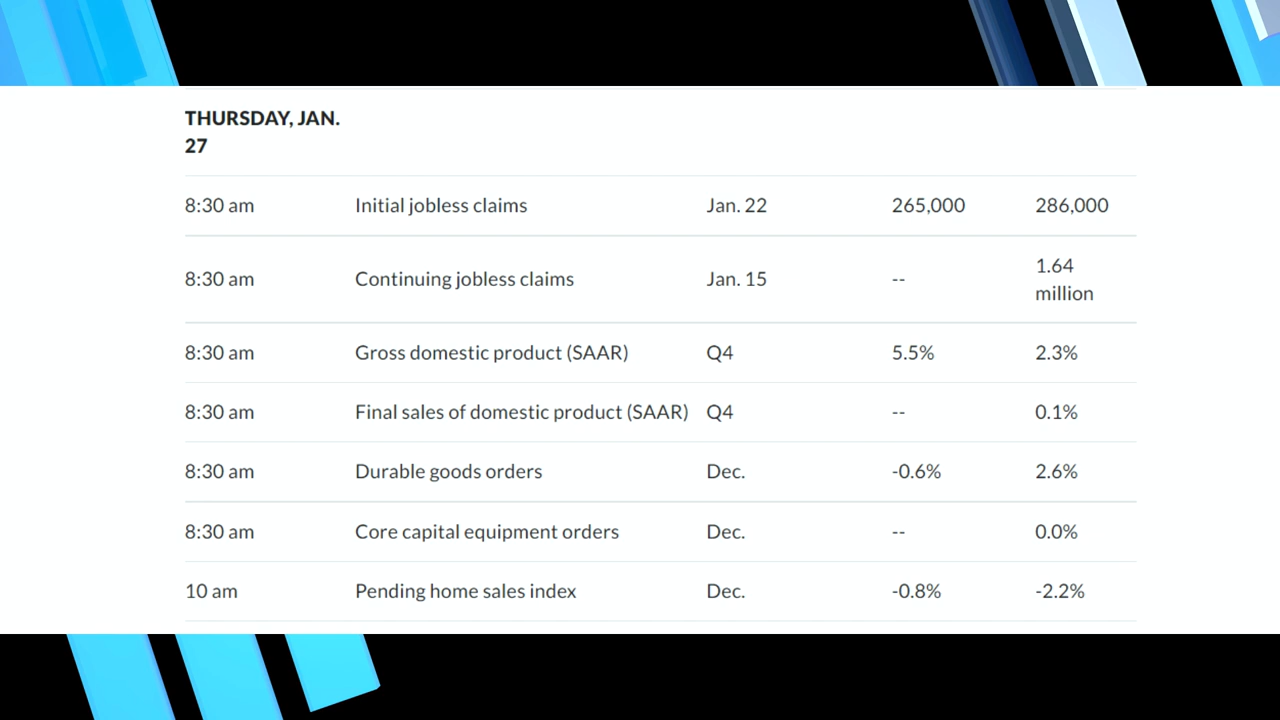 THURSDAY, JAN.
27
8:30 am Initial jobless claims Jan. 22 265,000 286,000
8:30 am Continuing jobless claims Jan. 15 -- 1.64
million
8:30 am Gross domestic product (SAAR) Q4 5.5% 2.3%
8:30 am Final sales of domestic product (SAAR) Q4 -- 0.1%
8:30 am Durable goods orders Dec. -0.6% 2.6%
8:30 am Core capital equipment orders Dec. -- 0.0%
10 am Pending home sales index Dec. -0.8% -2.2%